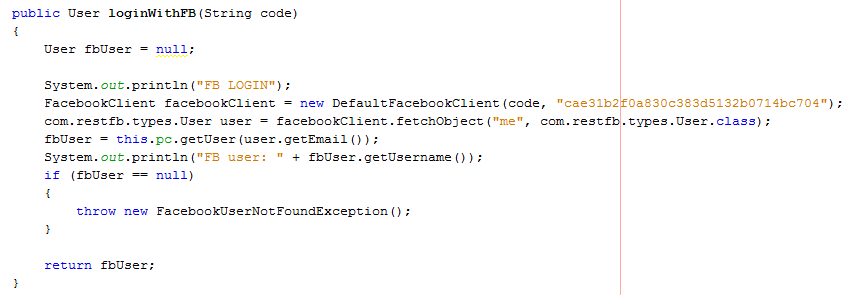 public User loginWithFB(String code)
{
    User fbUser = null;

    System.out.println("FB LOGIN");
    FacebookClient facebookClient = new DefaultFacebookClient(code, "cae31b2f0a830c383d5132b0714bc704");
    com.restfb.types.User user = facebookClient.fetchObject("me", com.restfb.types.User.class);
    fbUser = this.pc.getUser(user.getEmail());
    System.out.println("FB user: " + fbUser.getUsername());
    if (fbUser == null)
    {
        throw new FacebookUserNotFoundException();
    }

    return fbUser;
}